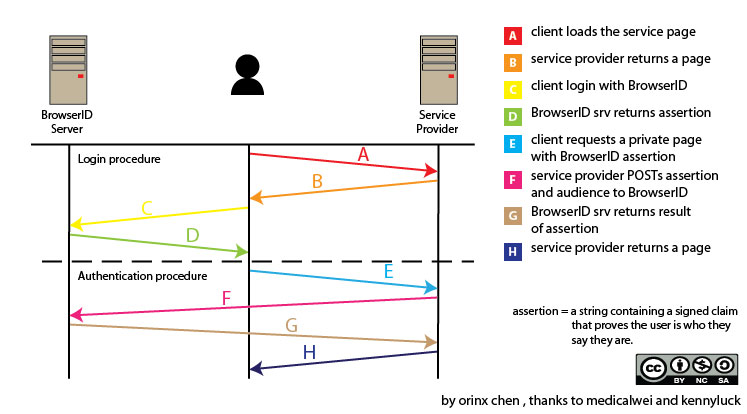 BrowserID
Server
Service
Provider
Login procedure
A
B
C
D
Authentication procedure
E
F
G
H
A client loads the service page
B service provider returns a page
C client login with BrowserID
D BrowserID srv returns assertion
E client requests a private page
with BrowserID assertion
F service provider POSTs assertion
and audience to BrowserID
G BrowserID srv returns result
of assertion
H service provider returns a page
assertion = a string containing a signed claim
that proves the user is who they
say they are.
cc
BY NC SA
by orinx chen , thanks to medicalwei and kennyluck